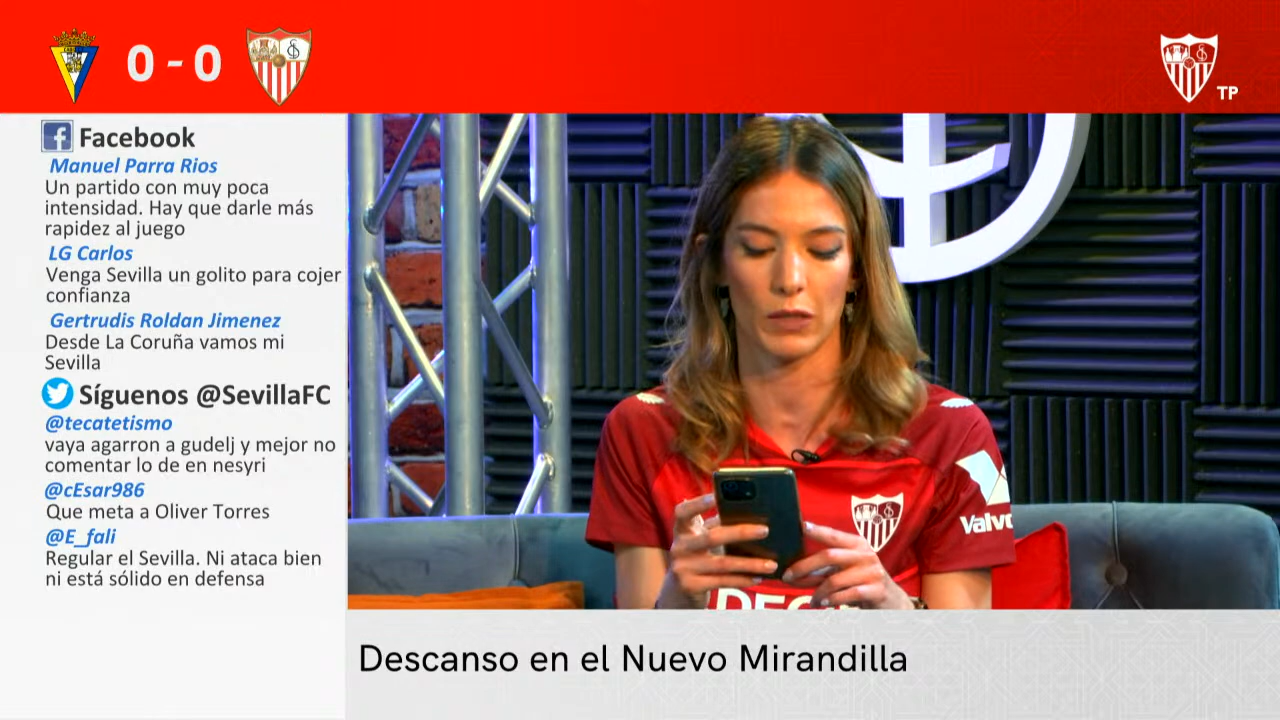 0 - 0
TP
Facebook
Manuel Parra Rios
Un partido con muy poca
intensidad. Hay que darle más
rapidez al juego
LG Carlos
Venga Sevilla un golito para cojer
confianza
Gertrudis Roldan Jimenez
Desde La Coruña vamos mi
Sevilla
Síguenos @SevillaFC
@tecatetismo
vaya agarron a gudelj y mejor no
comentar lo de en nesyri
@cEsar986
Que meta a Oliver Torres
@E_fali
Regular el Sevilla. Ni ataca bien
ni está sólido en defensa
Valvo
Descanso en el Nuevo Mirandilla